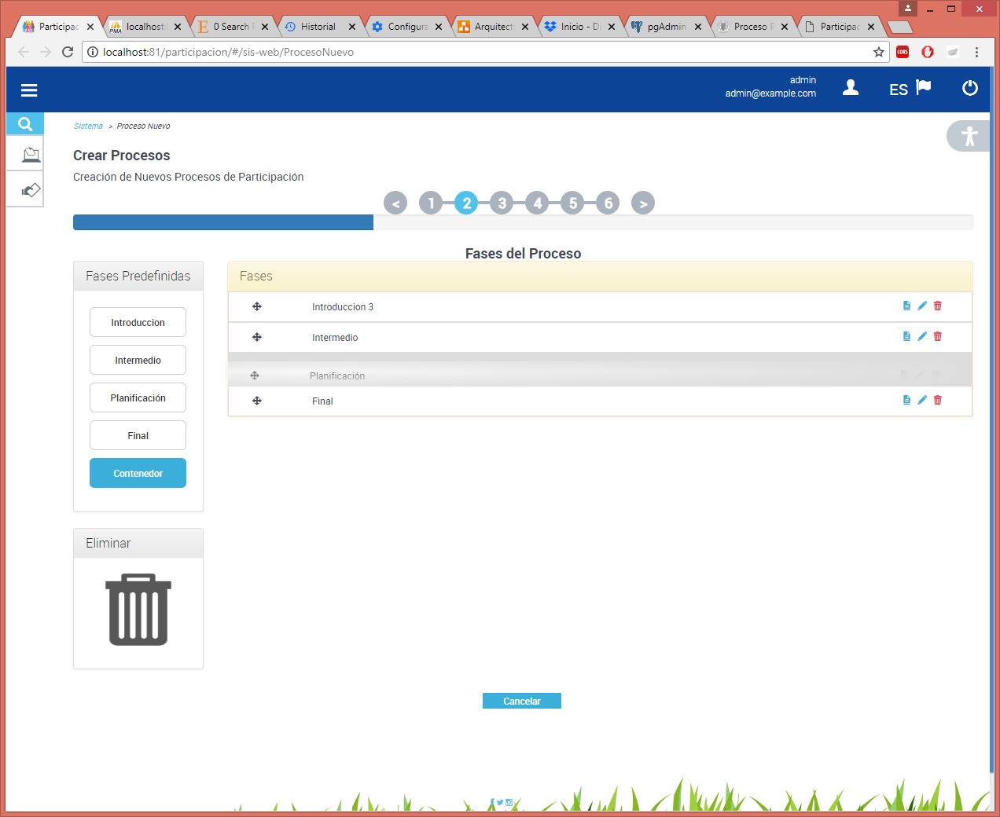 Participac
localhost:
0 Search
Historial
Configura
Arquitect
Inicio - D
pgAdmin
Proceso P
Participac
PMA
localhost:81/participacion/#/sis-web/ProcesoNuevo
CORS
admin
admin@example.com
ES
Sistema > Proceso Nuevo
Crear Procesos
Creación de Nuevos Procesos de Participación
< 1 2 3 4 5 6 >
Fases del Proceso
Fases Predefinidas
Introduccion
Intermedio
Planificación
Final
Contenedor
Fases
Introduccion 3
Intermedio
Planificación
Final
Eliminar
Cancelar